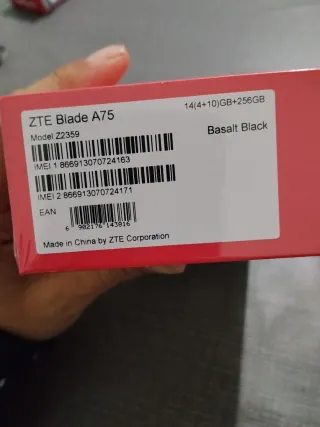 ZTE Blade A75
14(4+10)GB+256GB
Model Z2359
Basalt Black
IMEI 1:866913070724163
IMEI 2:866913070724171
EAN
6 902176 143816
Made in China by ZTE Corporation